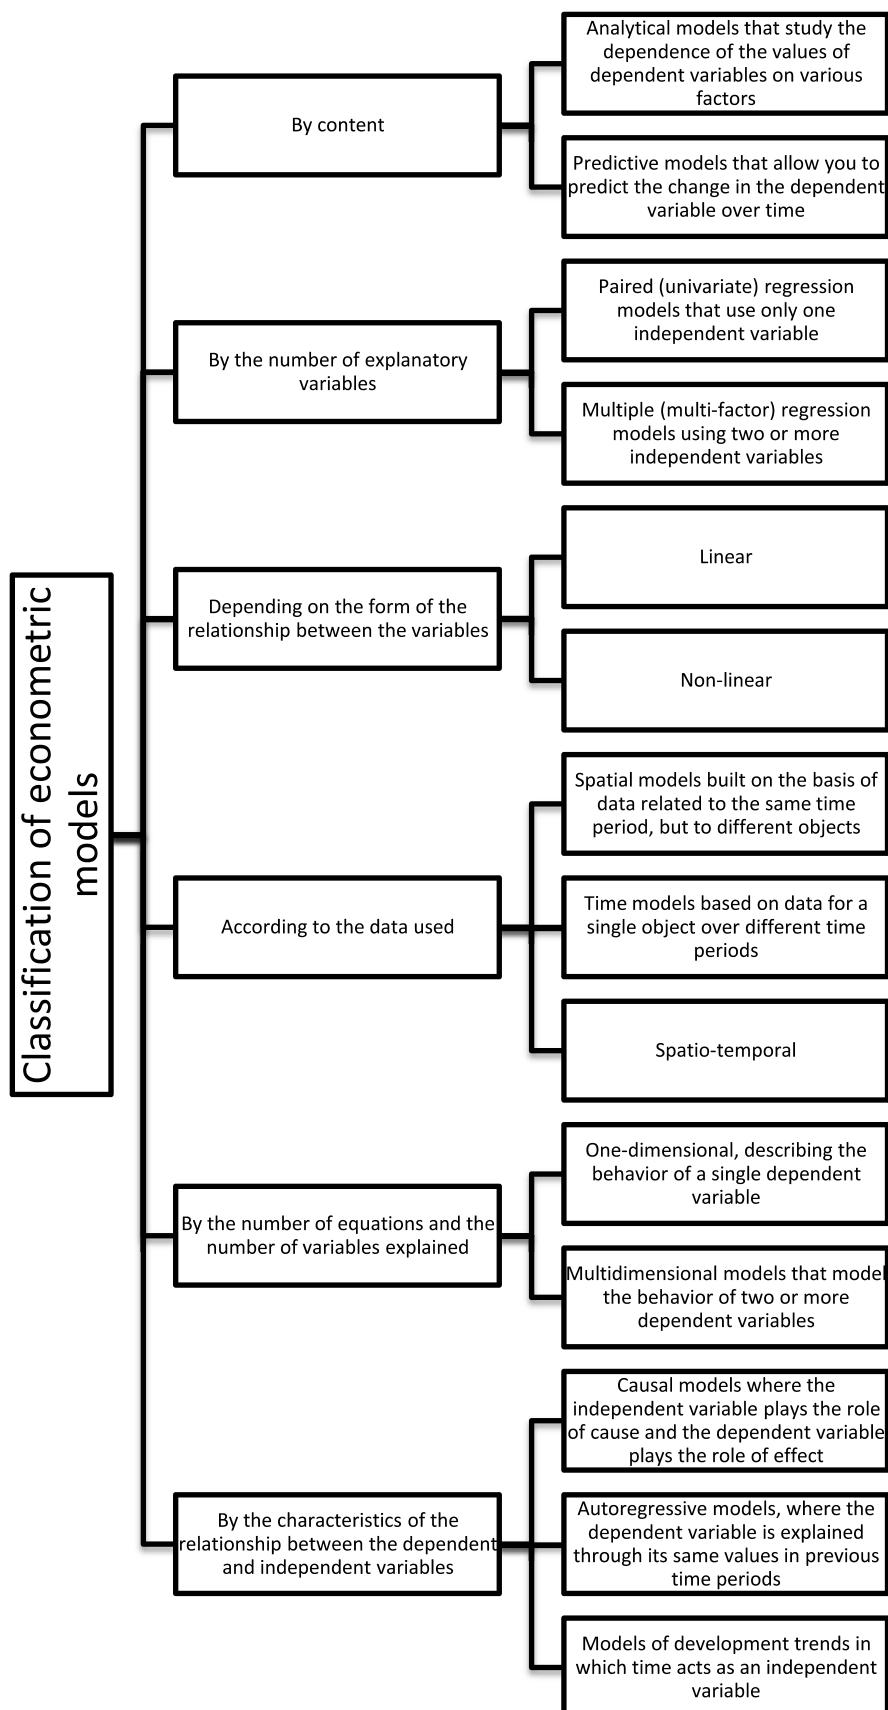 Classification of econometric
models
By content
Analytical models that study the
dependence of the values of
dependent variables on various
factors
Predictive models that allow you to
predict the change in the dependent
variable over time
By the number of explanatory
variables
Paired (univariate) regression
models that use only one
independent variable
Multiple (multi-factor) regression
models using two or more
independent variables
Depending on the form of the
relationship between the variables
Linear
Non-linear
According to the data used
Spatial models built on the basis of
data related to the same time
period, but to different objects
Time models based on data for a
single object over different time
periods
Spatio-temporal
By the number of equations and the
number of variables explained
One-dimensional, describing the
behavior of a single dependent
variable
Multidimensional models that model
the behavior of two or more
dependent variables
By the characteristics of the
relationship between the dependent
and independent variables
Causal models where the
independent variable plays the role
of cause and the dependent variable
plays the role of effect
Autoregressive models, where the
dependent variable is explained
through its same values in previous
time periods
Models of development trends in
which time acts as an independent
variable